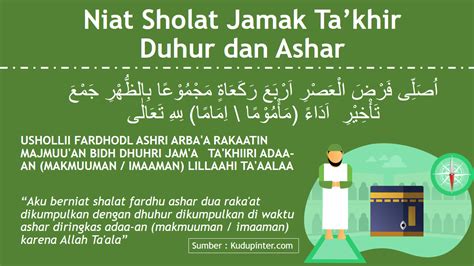 Niat Sholat Jamak Ta’khir
Duhur dan Ashar
اُصَلِّى فَرْضَ الْعَصْرِ اَرْبَعَ رَكَعَاةٍ مَجْمُوْعًا بِالظُّهْرِ جَمْعَ
تَأْخِيْرِ اَدَاءً (مَأْمُوْمًا \ اِمَامًا) لِلّٰهِ تَعَالَى
USHOLLII FARDHODL ASHRI ARBA'A RAKAATIN
MAJMUU'AN BIDH DHUHRI JAM'A TA'KHIIRI ADAA-
AN (MAKMUUMAN / IMAAMAN) LILLAAHI TA'AALAA
“Aku berniat shalat fardhu ashar dua raka'at
dikumpulkan dengan dhuhur dikumpulkan di waktu
ashar diringkas adaa-an (makmuuman / imaaman)
karena Allah Ta'ala”
Sumber : Kudupinter.com